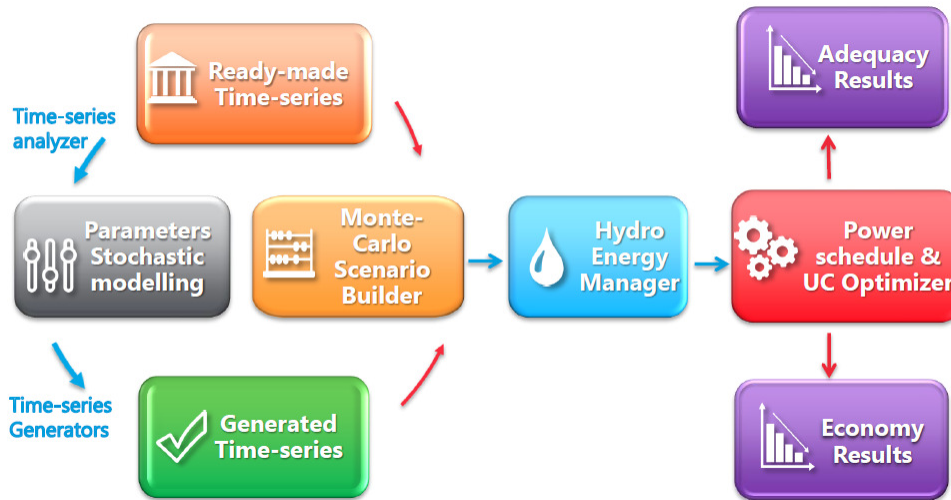 Ready-made
Time-series
Time-series
analyzer
Parameters
Stochastic
modelling
Monte-
Carlo
Scenario
Builder
Hydro
Energy
Manager
Power
schedule &
UC Optimizer
Adequacy
Results
Time-series
Generators
Generated
Time-series
Economy
Results